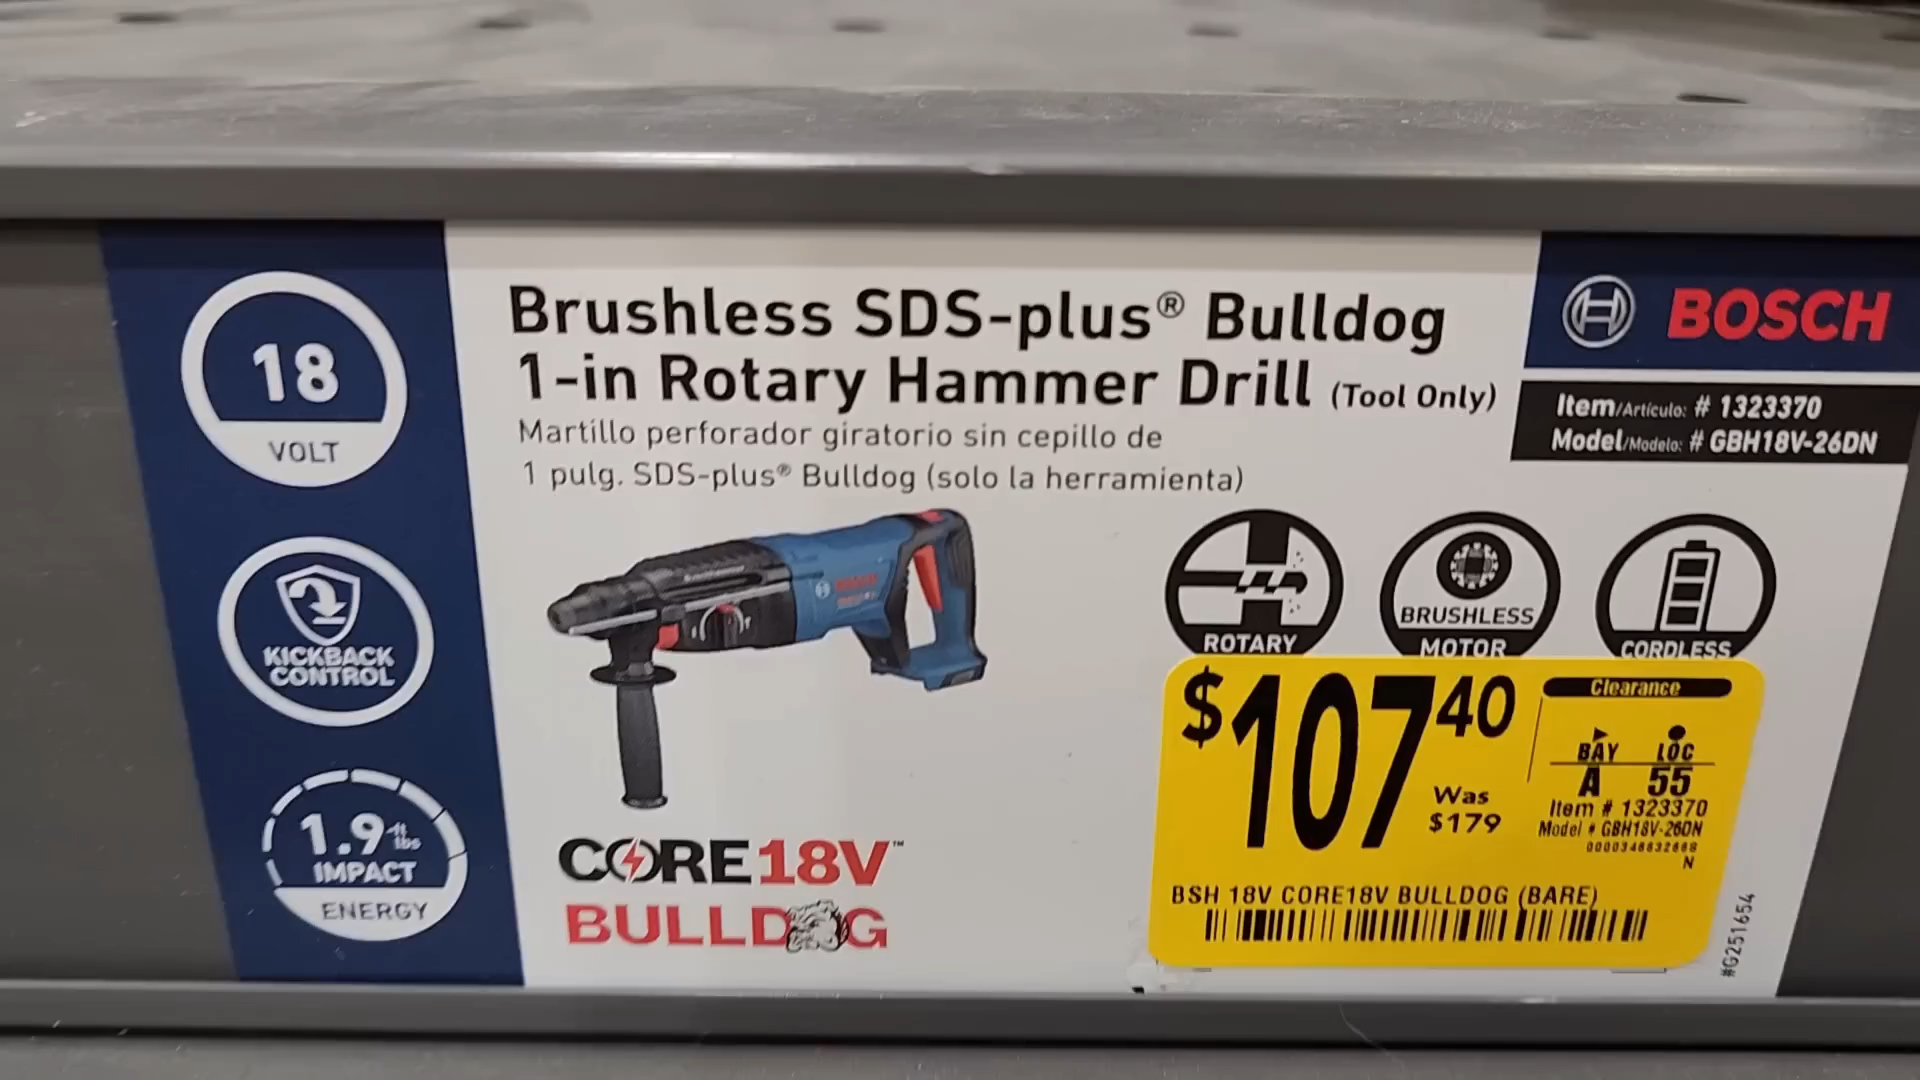 18
VOLT
KICKBACK
CONTROL
1.9 ft lbs
IMPACT
ENERGY
Brushless SDS-plus® Bulldog
1-in Rotary Hammer Drill (Tool Only)
Martillo perforador giratorio sin cepillo de
1 pulg. SDS-plus® Bulldog (solo la herramienta)
BOSCH
Item/Artículo: # 1323370
Model/Modelo: # GBH18V-26DN
BOSCH
CORE18V™
BULLDOG
ROTARY
BRUSHLESS
MOTOR
CORDLESS
$107 40
Was
$179
Clearance
BAY LOC
A 55
Item # 1323370
Model # GBH18V-26DN
N
BSH 18V CORE18V BULLDOG (BARE)
#G251654